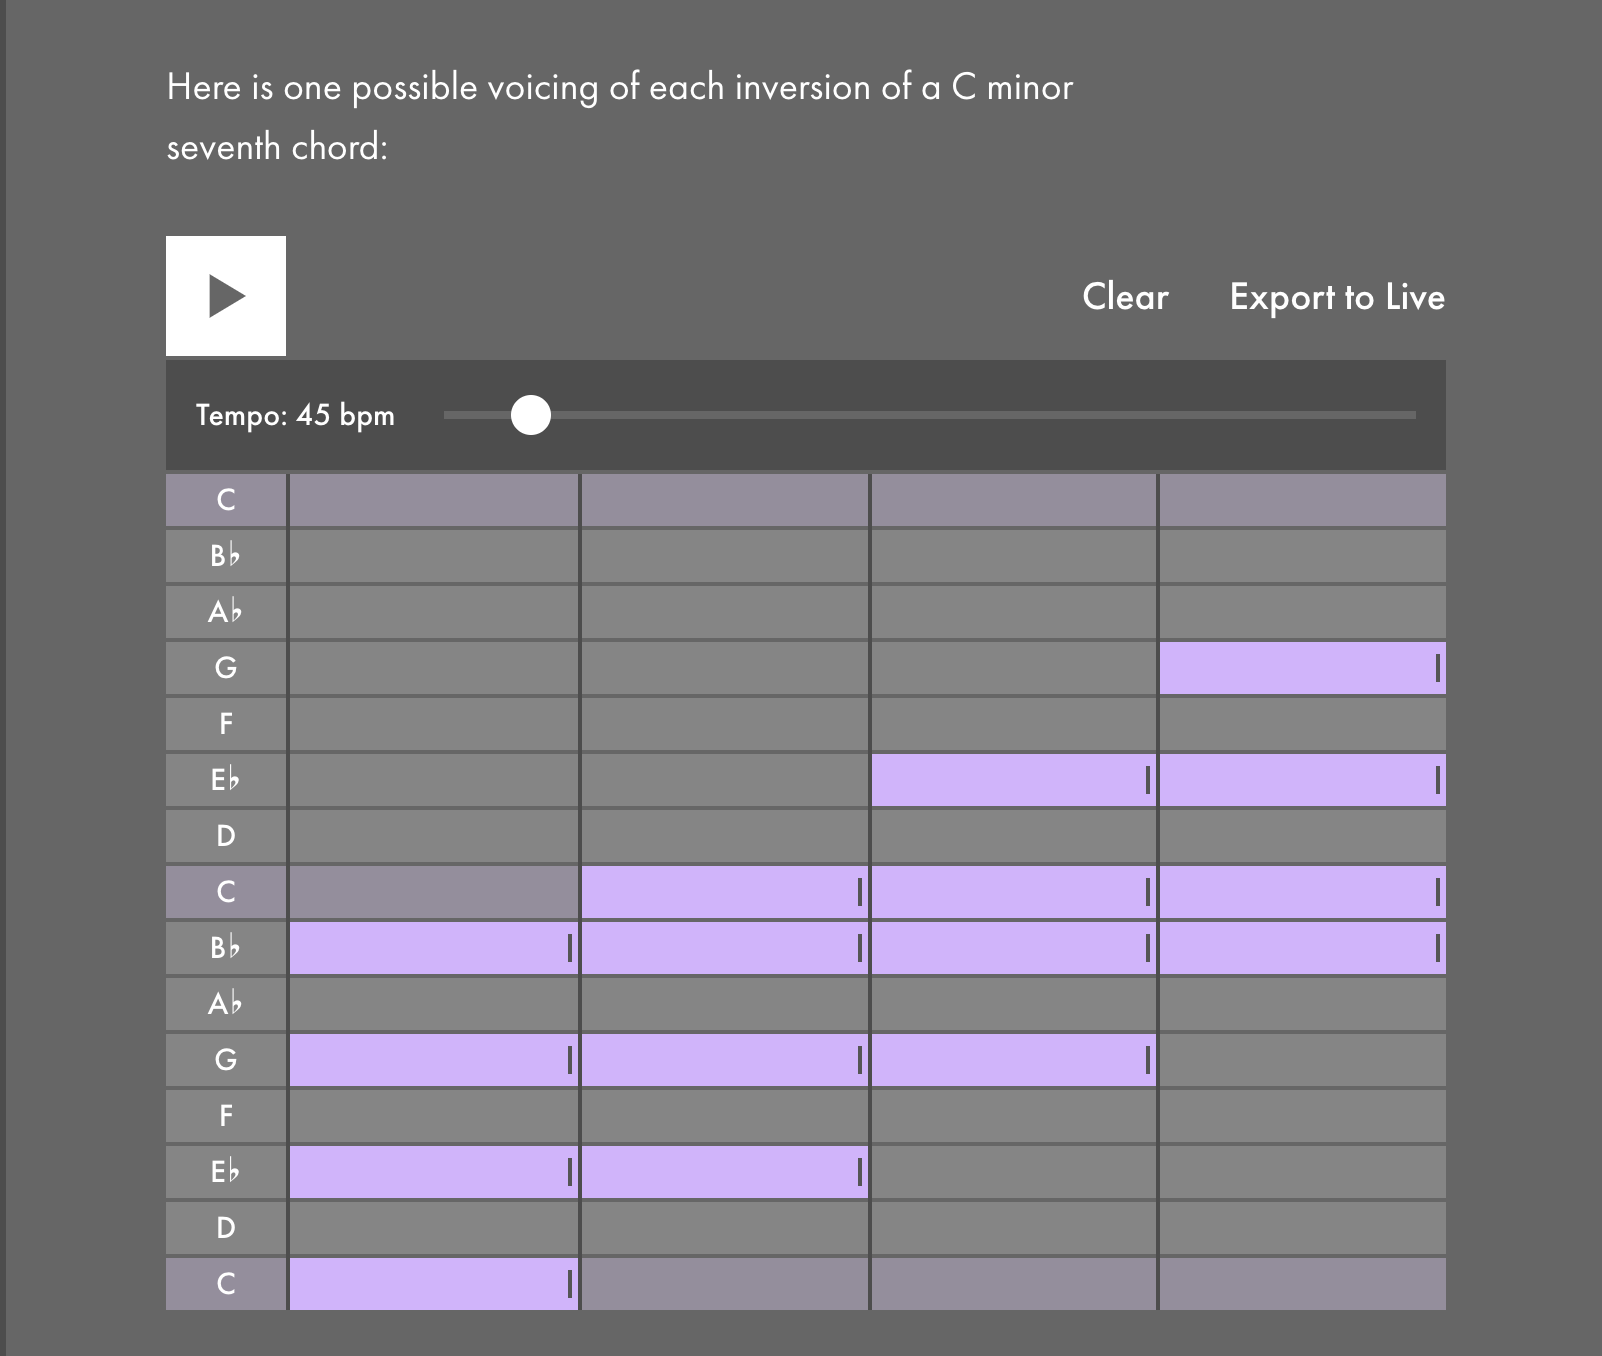 Here is one possible voicing of each inversion of a C minor
seventh chord:
Clear Export to Live
Tempo: 45 bpm
C
B♭
A♭
G
F
E♭
D
C
B♭
A♭
G
F
E♭
D
C